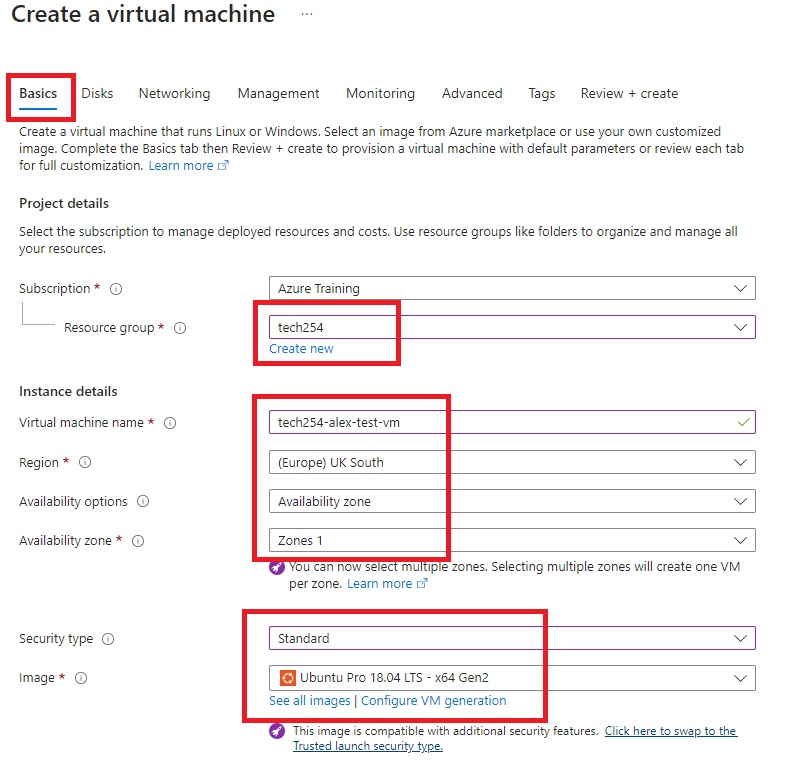 Create a virtual machine ...
Basics Disks Networking Management Monitoring Advanced Tags Review + create
Create a virtual machine that runs Linux or Windows. Select an image from Azure marketplace or use your own customized
image. Complete the Basics tab then Review + create to provision a virtual machine with default parameters or review each tab
for full customization. Learn more
Project details
Select the subscription to manage deployed resources and costs. Use resource groups like folders to organize and manage all
your resources.
Subscription * Azure Training
Resource group * tech254
Create new
Instance details
Virtual machine name * tech254-alex-test-vm
Region * (Europe) UK South
Availability options Availability zone
Availability zone * Zones 1
You can now select multiple zones. Selecting multiple zones will create one VM
per zone. Learn more
Security type Standard
Image * Ubuntu Pro 18.04 LTS - x64 Gen2
See all images | Configure VM generation
This image is compatible with additional security features. Click here to swap to the
Trusted launch security type.